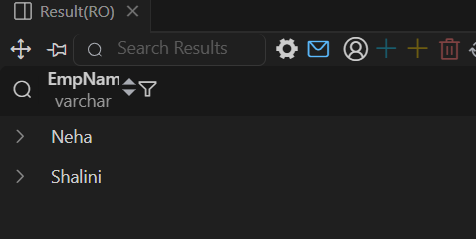 Result(RO)
Search Results
EmpNam
varchar
Neha
Shalini